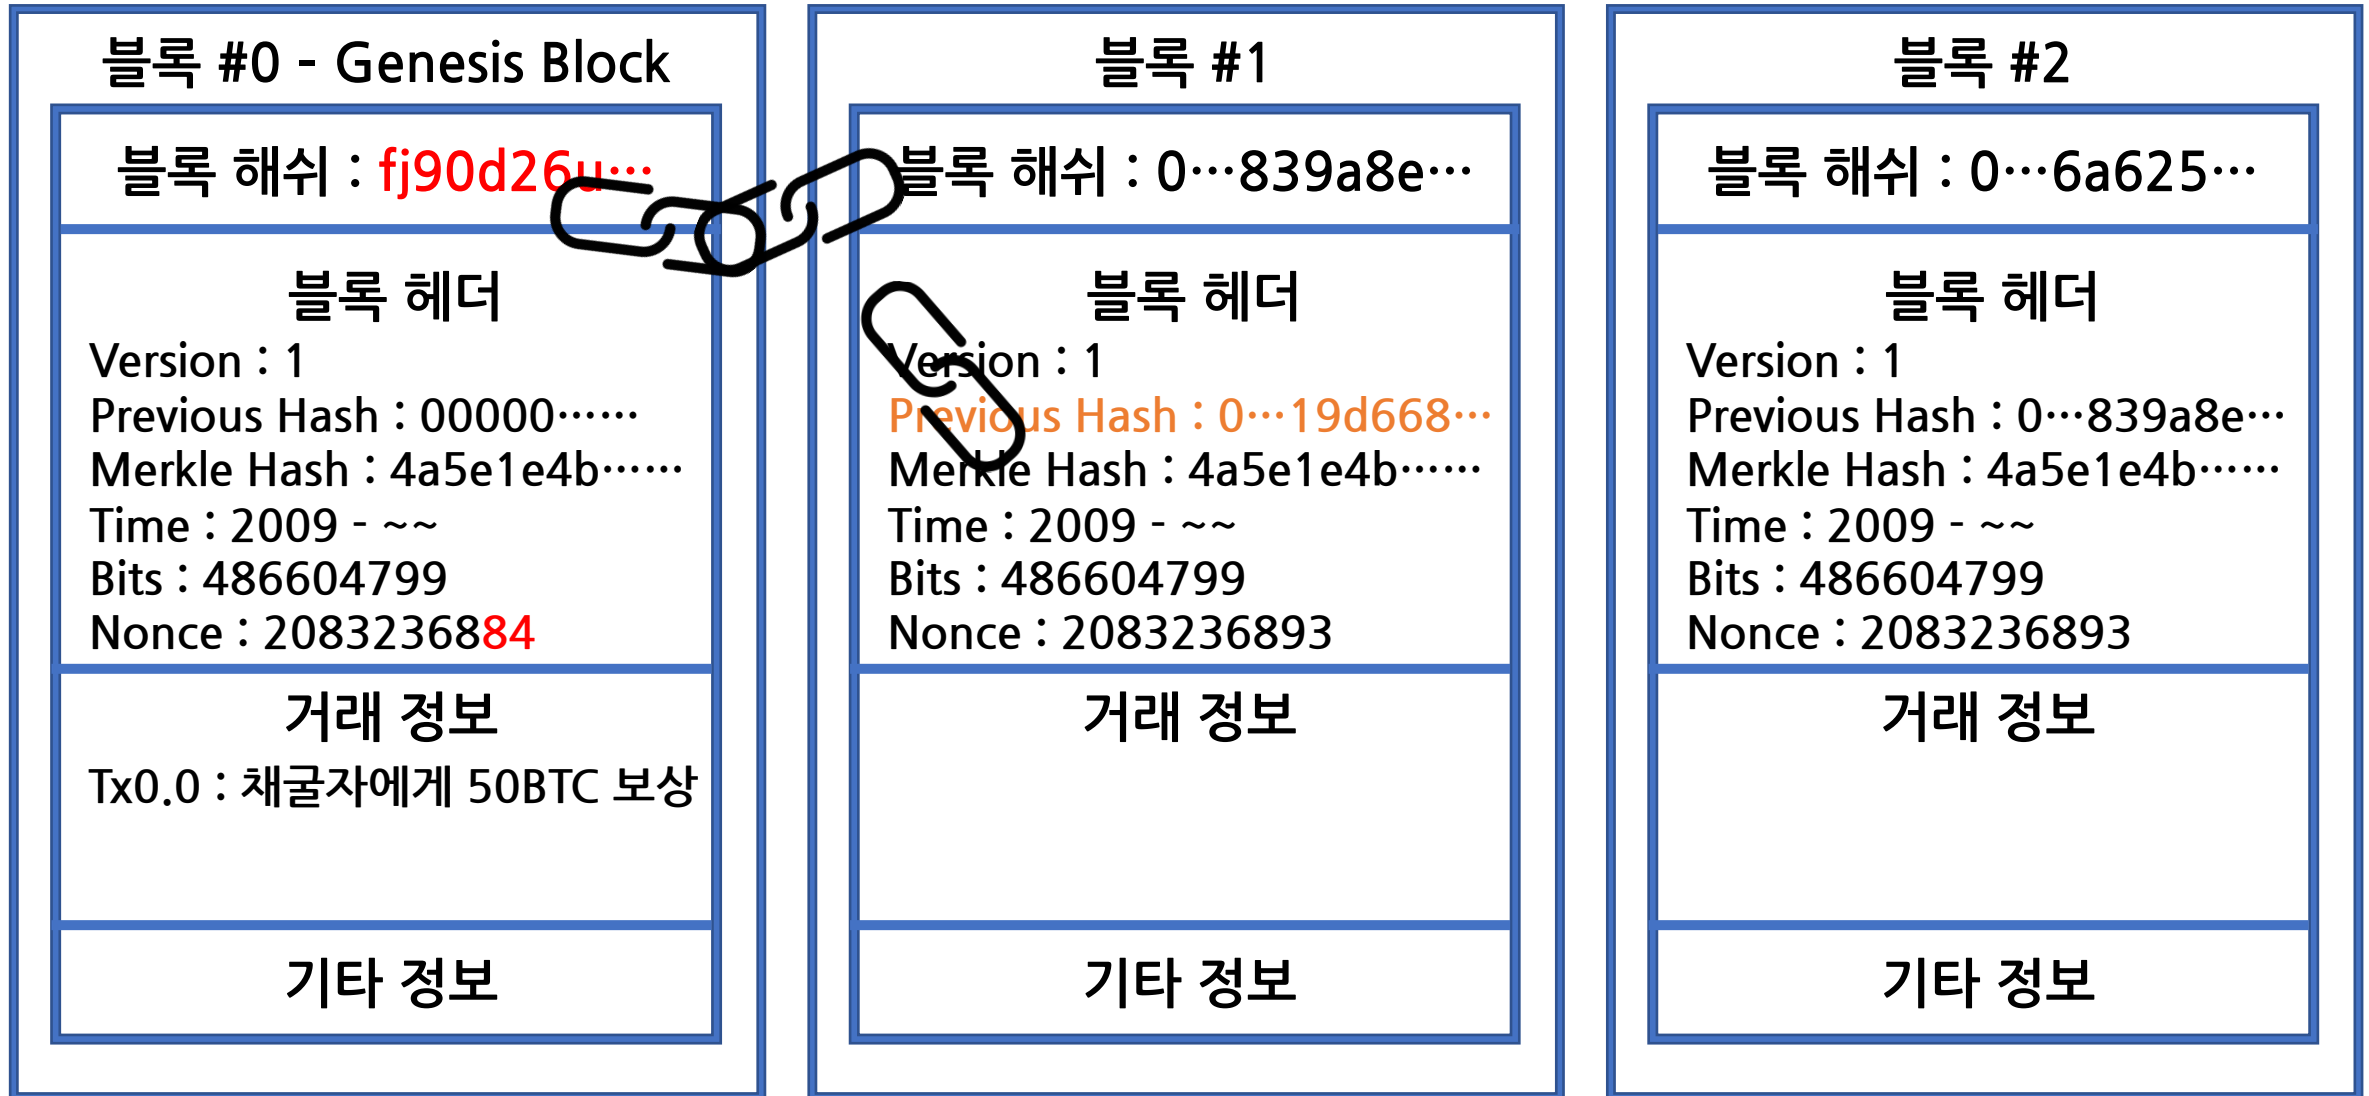 블록 #0 - Genesis Block
블록 해쉬 : fj90d26u…
블록 헤더
Version : 1
Previous Hash : 00000……
Merkle Hash : 4a5e1e4b……
Time : 2009 - ~~
Bits : 486604799
Nonce : 2083236884
거래 정보
Tx0.0 : 채굴자에게 50BTC 보상
기타 정보
블록 #1
블록 해쉬 : 0…839a8e…
블록 헤더
Version : 1
Previous Hash : 0…19d668…
Merkle Hash : 4a5e1e4b……
Time : 2009 - ~~
Bits : 486604799
Nonce : 2083236893
거래 정보
기타 정보
블록 #2
블록 해쉬 : 0…6a625…
블록 헤더
Version : 1
Previous Hash : 0…839a8e…
Merkle Hash : 4a5e1e4b……
Time : 2009 - ~~
Bits : 486604799
Nonce : 2083236893
거래 정보
기타 정보